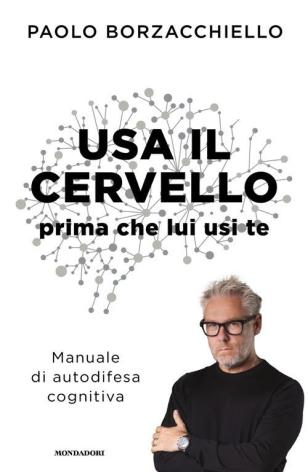 PAOLO BORZACCHIELLO
USA IL
CERVELLO
prima che lui usi te
Manuale
di autodifesa
cognitiva
MONDADORI